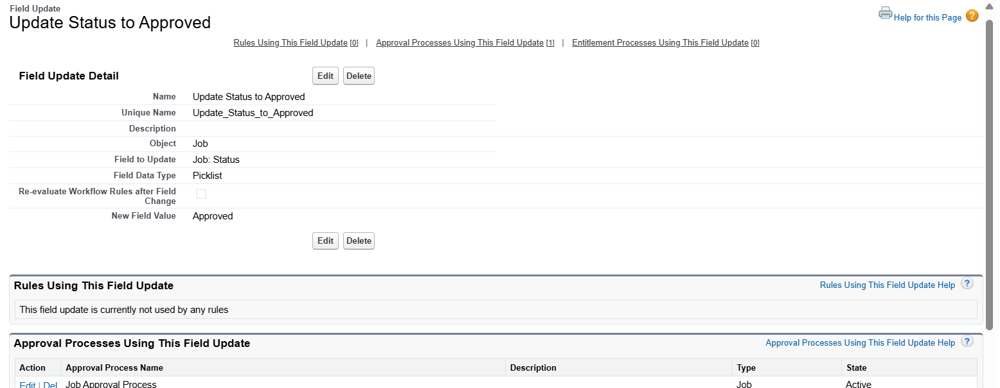 Field Update
Update Status to Approved
Help for this Page ?
Rules Using This Field Update [0] | Approval Processes Using This Field Update [1] | Entitlement Processes Using This Field Update [0]
Field Update Detail Edit Delete
Name Update Status to Approved
Unique Name Update_Status_to_Approved
Description
Object Job
Field to Update Job: Status
Field Data Type Picklist
Re-evaluate Workflow Rules after Field
Change
New Field Value Approved
Edit Delete
Rules Using This Field Update Rules Using This Field Update Help ?
This field update is currently not used by any rules
Approval Processes Using This Field Update Approval Processes Using This Field Update Help ?
Action Approval Process Name Description Type State
Edit | Del Job Approval Process Job Active